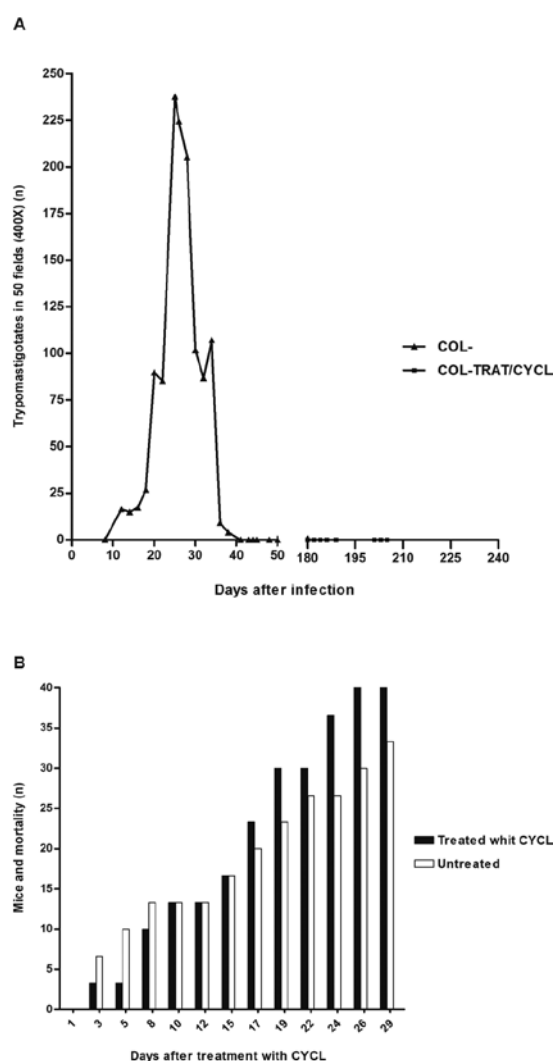 A
250
225
200
175
150
125
100
75
50
25
0
Trypomastigotates in 50 fields (400X) (n)
0 10 20 30 40 50 180 195 210 225 240
Days after infection
COL-
COL-TRAT/CYCL
B
40
35
30
25
20
15
10
5
0
Mice and mortality (n)
1 3 5 8 10 12 15 17 19 22 24 26 29
Days after treatment with CYCL
Treated whit CYCL
Untreated